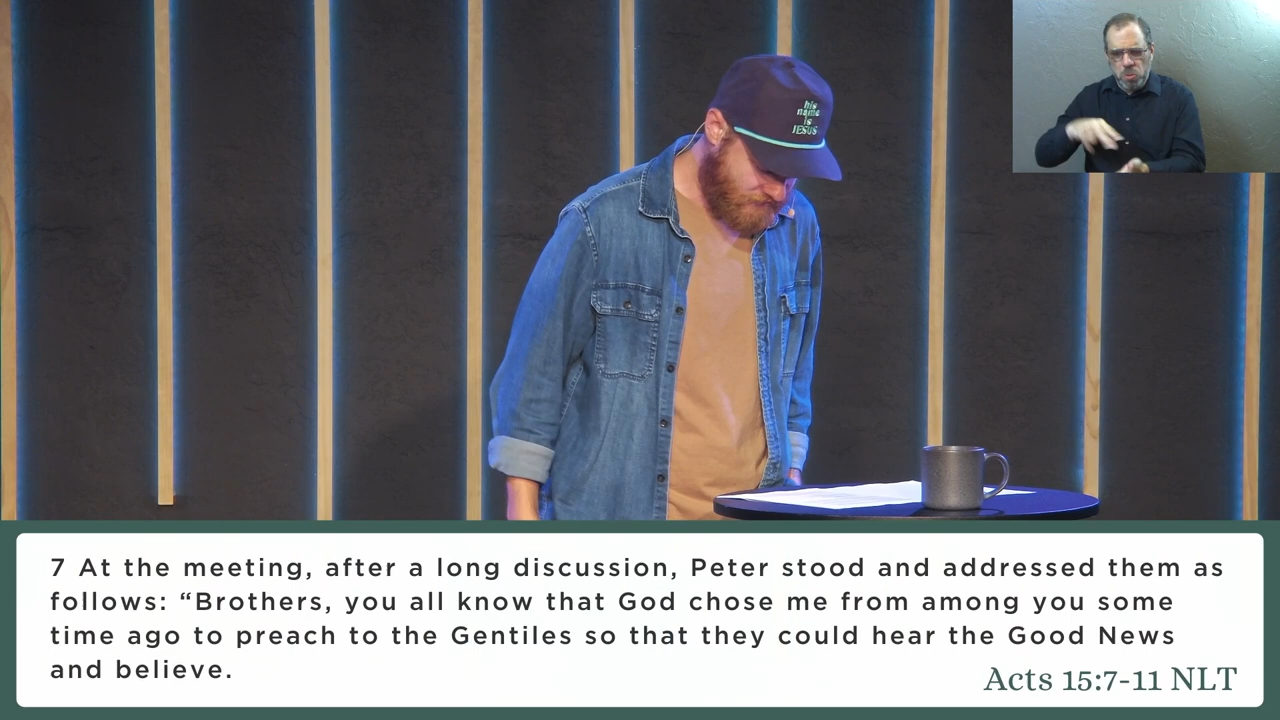 his
name
is
JESUS
7 At the meeting, after a long discussion, Peter stood and addressed them as
follows: “Brothers, you all know that God chose me from among you some
time ago to preach to the Gentiles so that they could hear the Good News
and believe.
Acts 15:7-11 NLT